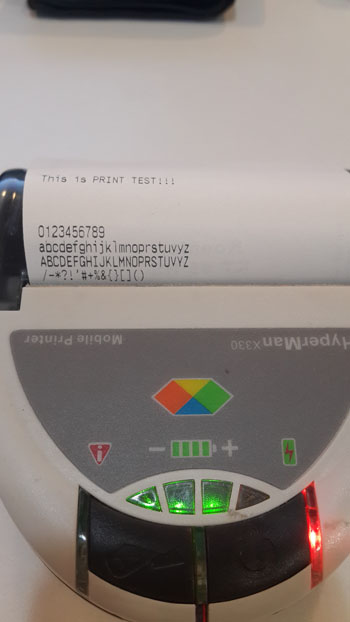 This is PRINT TEST!!!
0123456789
abcdefghijklmnoprstuvyz
ABCDEFGHIJKLMNOPRSTUVYZ
/-*?!'#+%&{}[]()
HyperMan X330
Mobile Printer